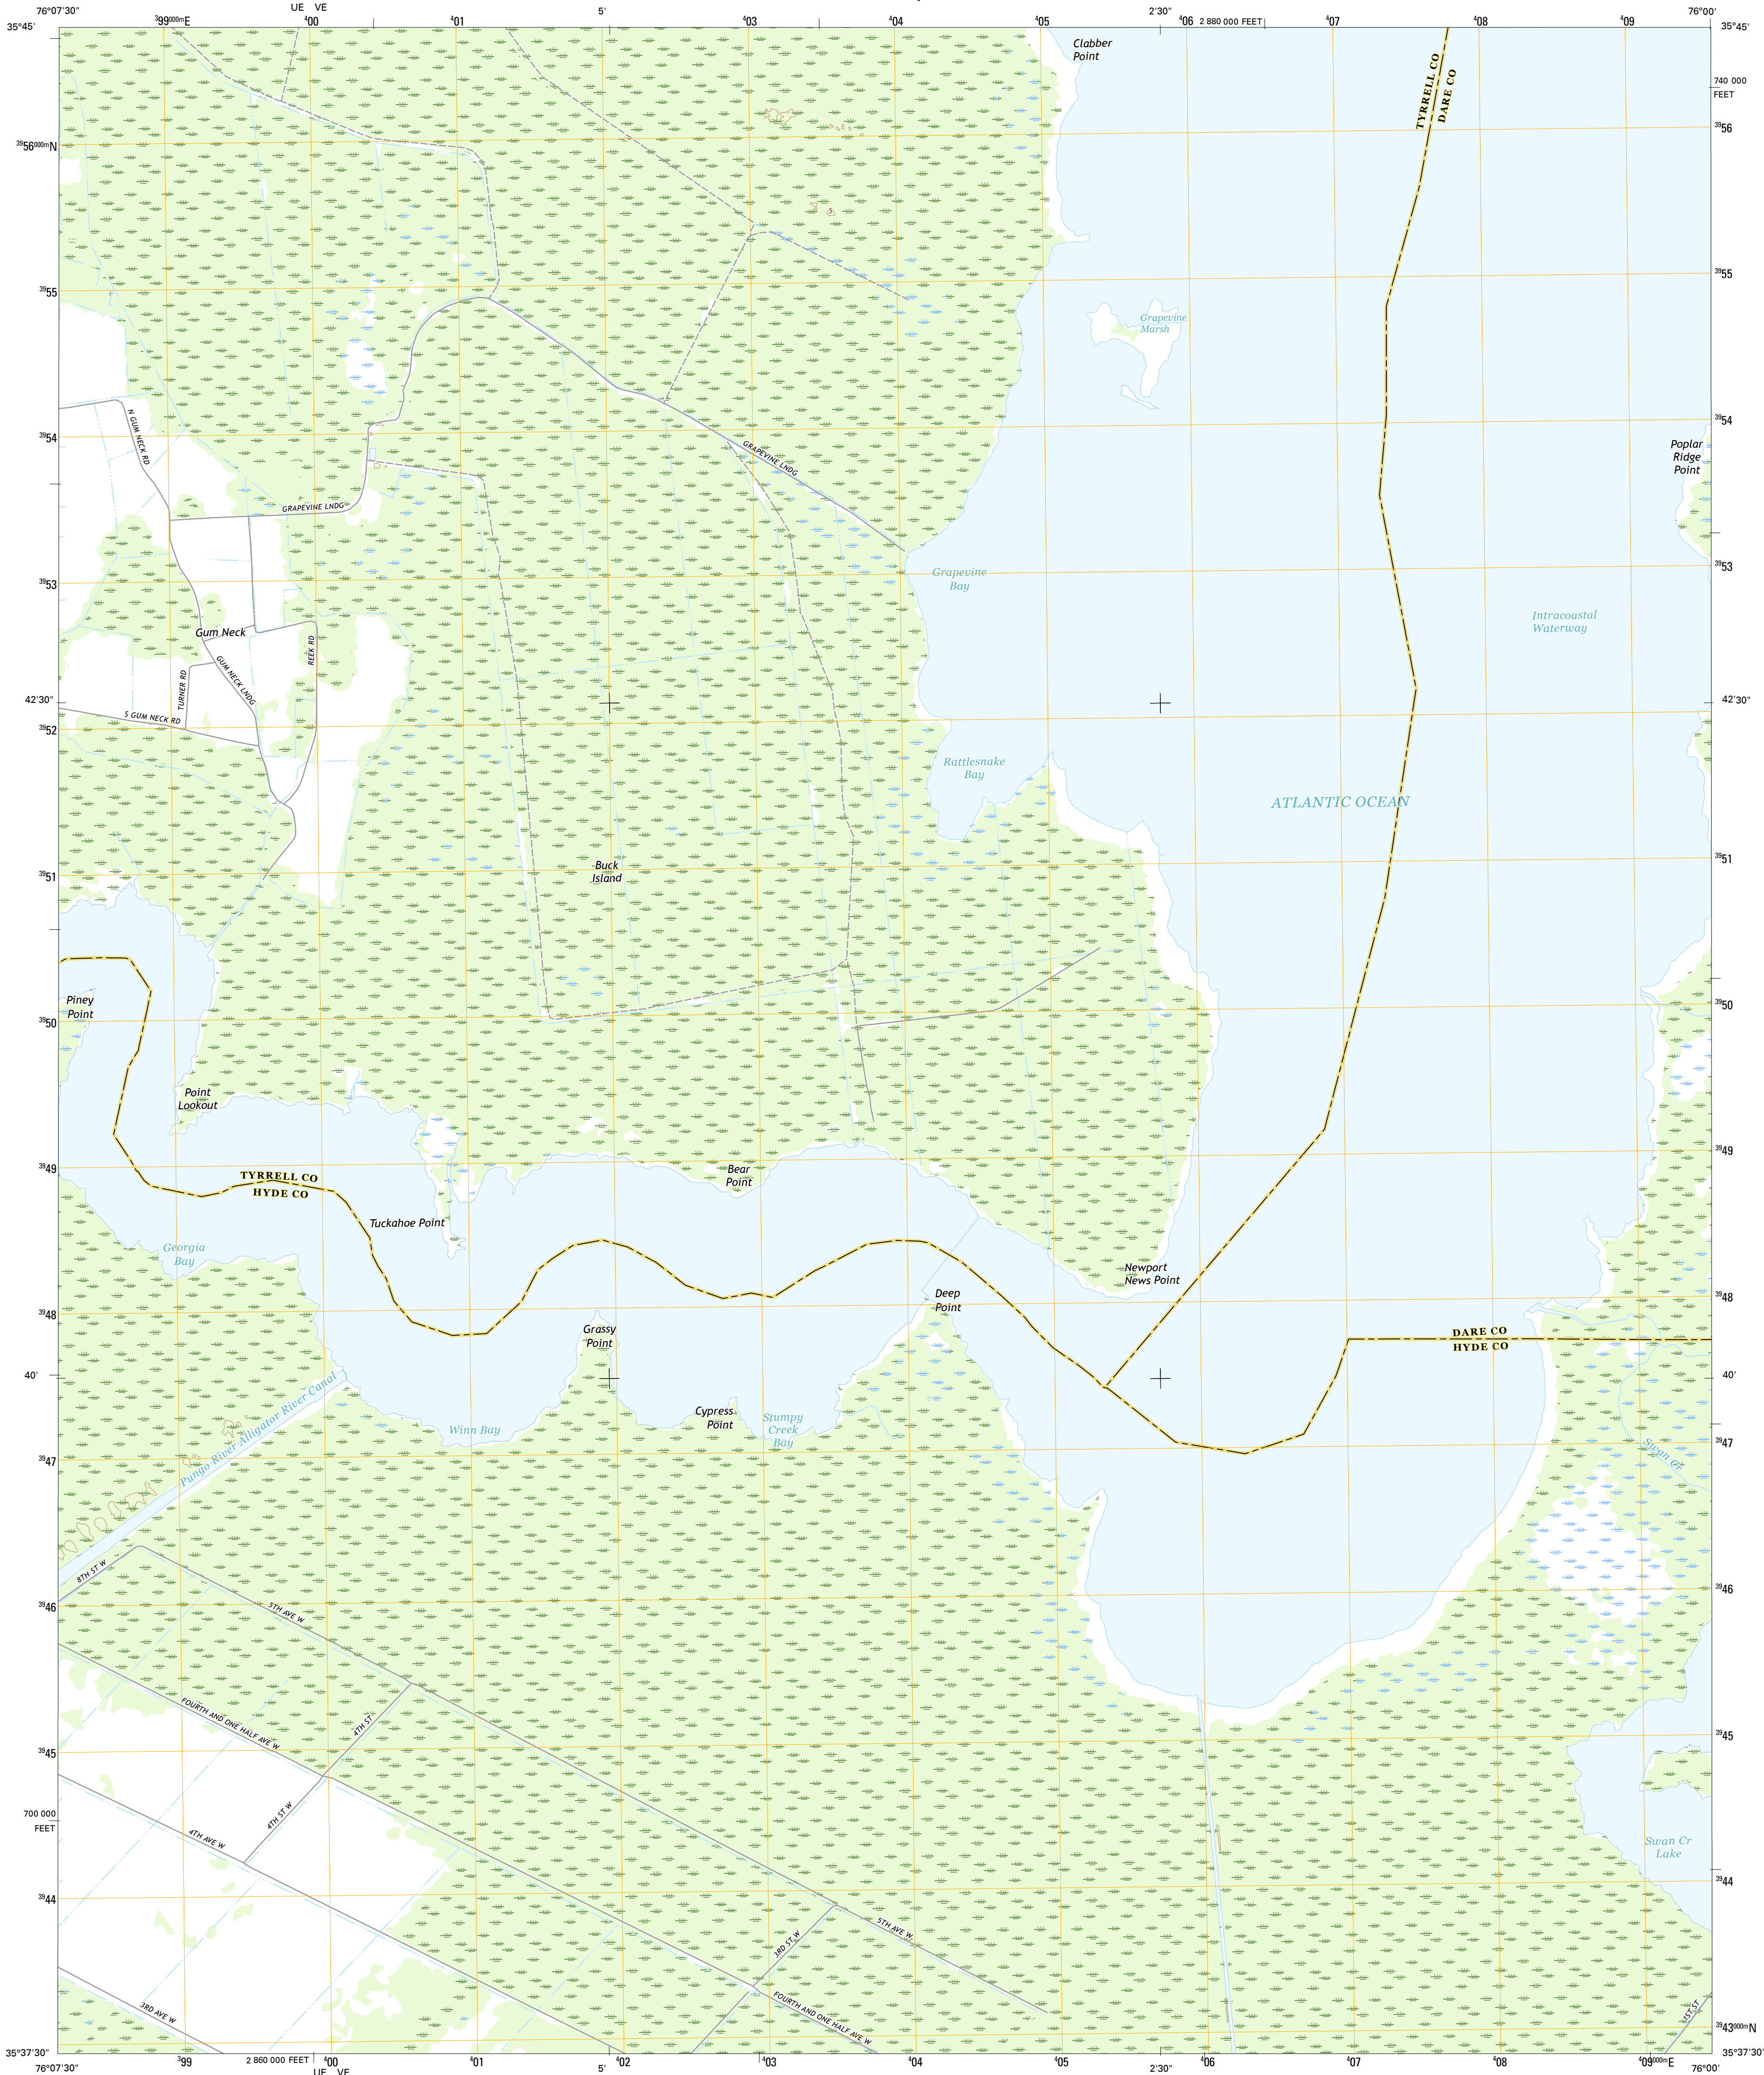 76°07'30"
³39⁰⁰⁰ᵐE
UE VE
⁴00
⁴01
5'
⁴03
⁴04
⁴05
2'30"
⁴06
2 880 000 FEET
⁴07
⁴08
⁴09
76°00'
35°45'
35°45'
Clabber
Point
TYRRELL CO
DARE CO
740 000
FEET
³⁹56⁰⁰⁰ᵐN
³⁹56
5
³⁹55
³⁹55
Grapevine
Marsh
N GUM NECK RD
³⁹54
³⁹54
GRAPEVINE LNDG
Poplar
Ridge
Point
GRAPEVINE LNDG
³⁹53
³⁹53
Grapevine
Bay
Intracoastal
Waterway
Gum Neck
REEK RD
GUM NECK LNDG
TURNER RD
42'30"
42'30"
S GUM NECK RD
³⁹52
Rattlesnake
Bay
ATLANTIC OCEAN
Buck
Island
³⁹51
³⁹51
Piney
Point
³⁹50
³⁹50
Point
Lookout
³⁹49
³⁹49
TYRRELL CO
HYDE CO
Bear
Point
Tuckahoe Point
Georgia
Bay
Newport
News Point
Deep
Point
³⁹48
³⁹48
Grassy
Point
DARE CO
HYDE CO
40'
40'
Pungo River Alligator River Canal
Cypress
Point
Stumpy
Creek
Bay
Winn Bay
Swan Cr
³⁹47
³⁹47
8TH ST W
³⁹46
³⁹46
5TH AVE W
FOURTH AND ONE HALF AVE W
4TH ST
³⁹45
³⁹45
4TH ST W
700 000
FEET
4TH AVE W
Swan Cr
Lake
³⁹44
³⁹44
5TH AVE W
3RD ST W
3RD AVE W
FOURTH AND ONE HALF AVE W
1ST ST
³⁹43⁰⁰⁰ᵐN
35°37'30"
35°37'30"
76°07'30"
³99
2 860 000 FEET
⁴00
UE VE
⁴01
5'
⁴02
⁴03
⁴04
⁴05
2'30"
⁴06
⁴07
⁴08
⁴09⁰⁰⁰ᵐE
76°00'